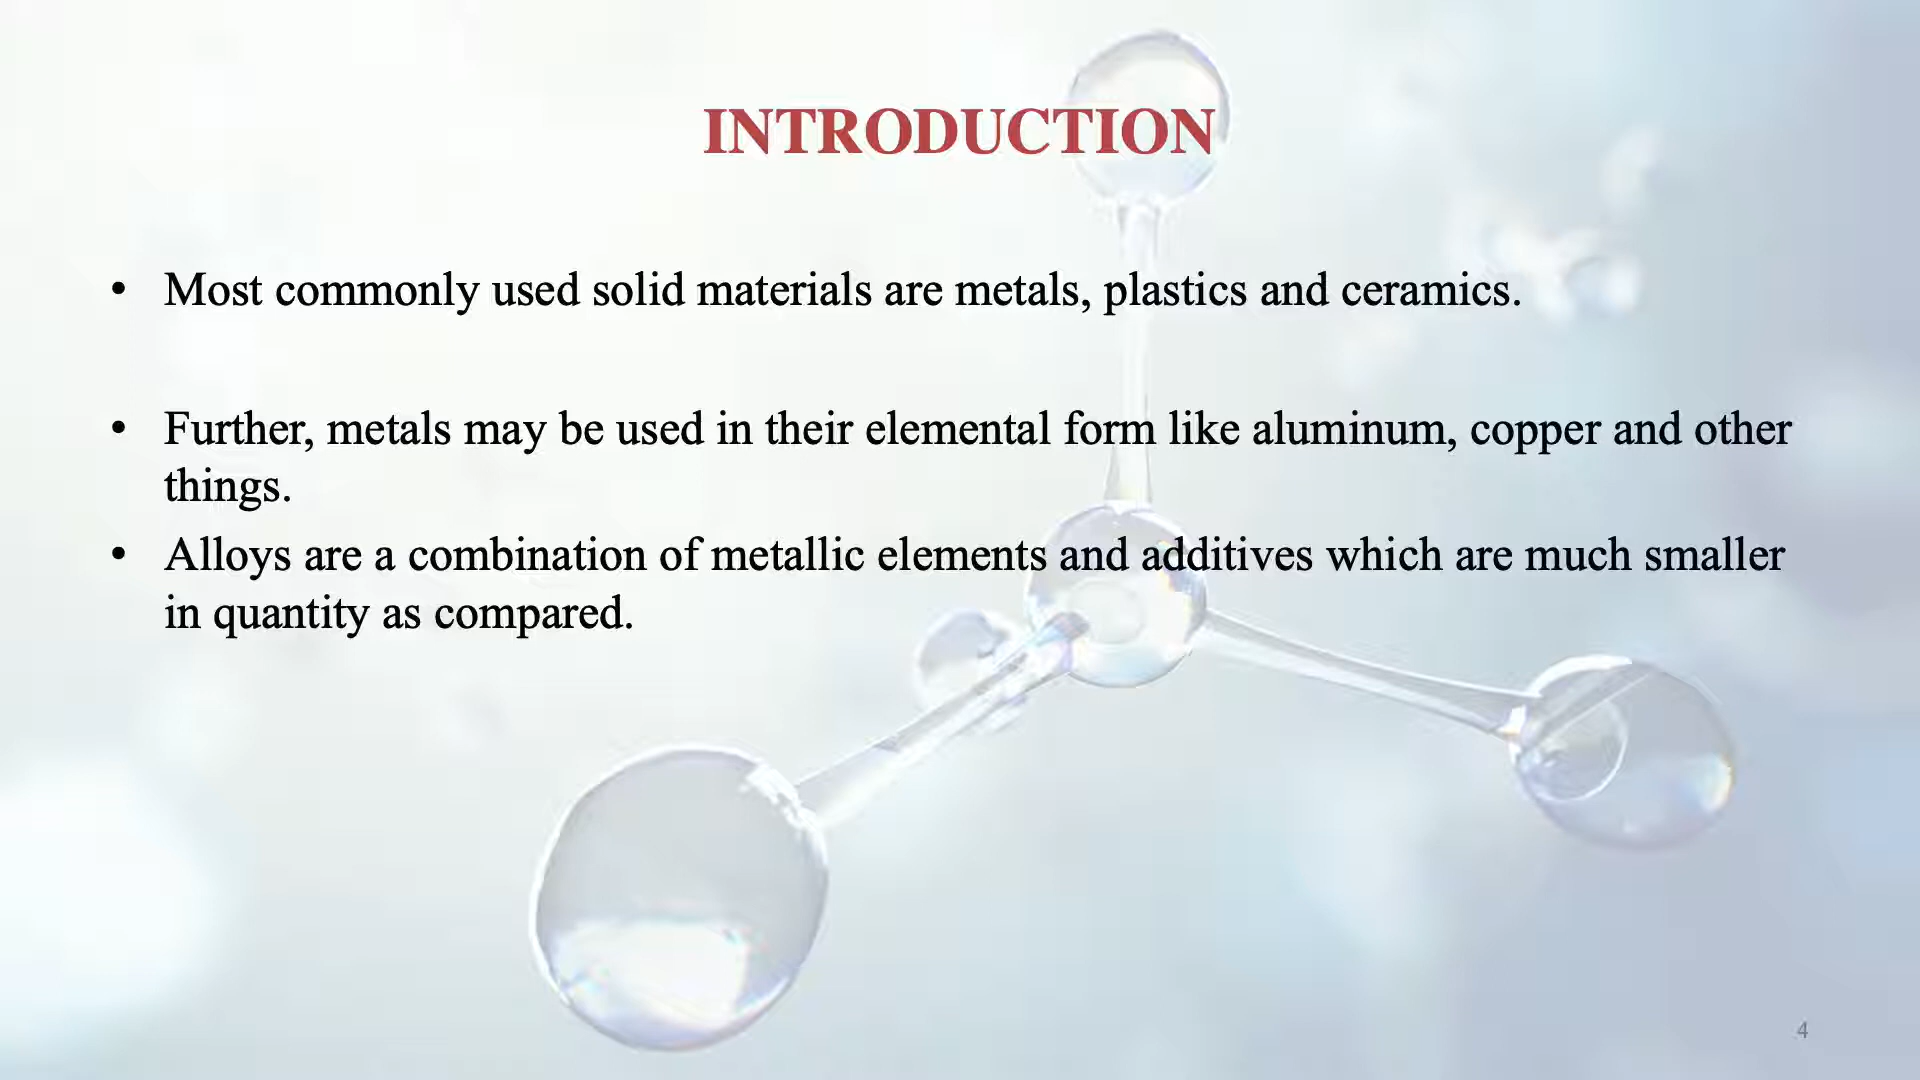 INTRODUCTION
• Most commonly used solid materials are metals, plastics and ceramics.
• Further, metals may be used in their elemental form like aluminum, copper and other
things.
• Alloys are a combination of metallic elements and additives which are much smaller
in quantity as compared.
4